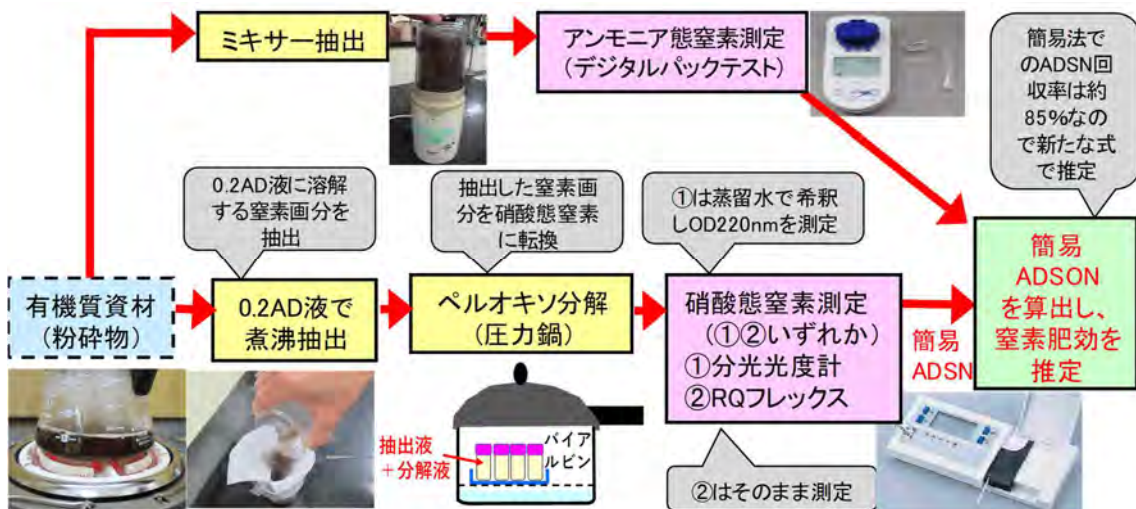 ミキサー抽出
アンモニア態窒素測定
(デジタルパックテスト)
簡易法で
のADSN回
収率は約
85%なの
で新たな式
で推定
0.2AD液に溶解
する窒素画分を
抽出
抽出した窒素画
分を硝酸態窒素
に転換
①は蒸留水で希釈
しOD220nmを測定
有機質資材
(粉砕物)
0.2AD液で
煮沸抽出
ペルオキソ分解
(圧力鍋)
硝酸態窒素測定
(①②いずれか)
①分光光度計
②RQフレックス
簡易
ADSN
簡易
ADSON
を算出し、
窒素肥効を
推定
抽出液
+分解液
バイア
ルビン
②はそのまま測定